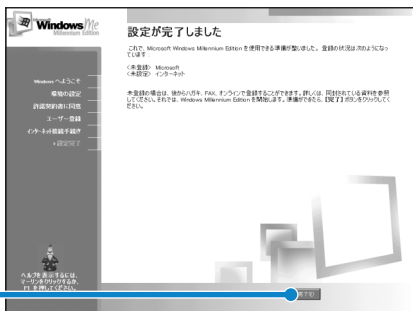 Windows Me
Millennium Edition
設定が完了しました
これで、Microsoft Windows Millennium Edition を使用できる準備が整いました。登録の状況は次のようになっ
ています:
<未登録> Microsoft
<未設定> インターネット
未登録の場合は、後からハガキ、FAX、オンラインで登録することができます。詳しくは、同封されている資料を参照
してください。それでは、Windows Millennium Edition を開始します。準備ができたら、[完了] ボタンをクリックしてく
ださい。
Windows へようこそ
環境の設定
許諾契約書に同意
ユーザー登録
インターネット接続手続き
設定完了
ヘルプを表示するには、
マーリンをクリックするか、
F1 を押してください。